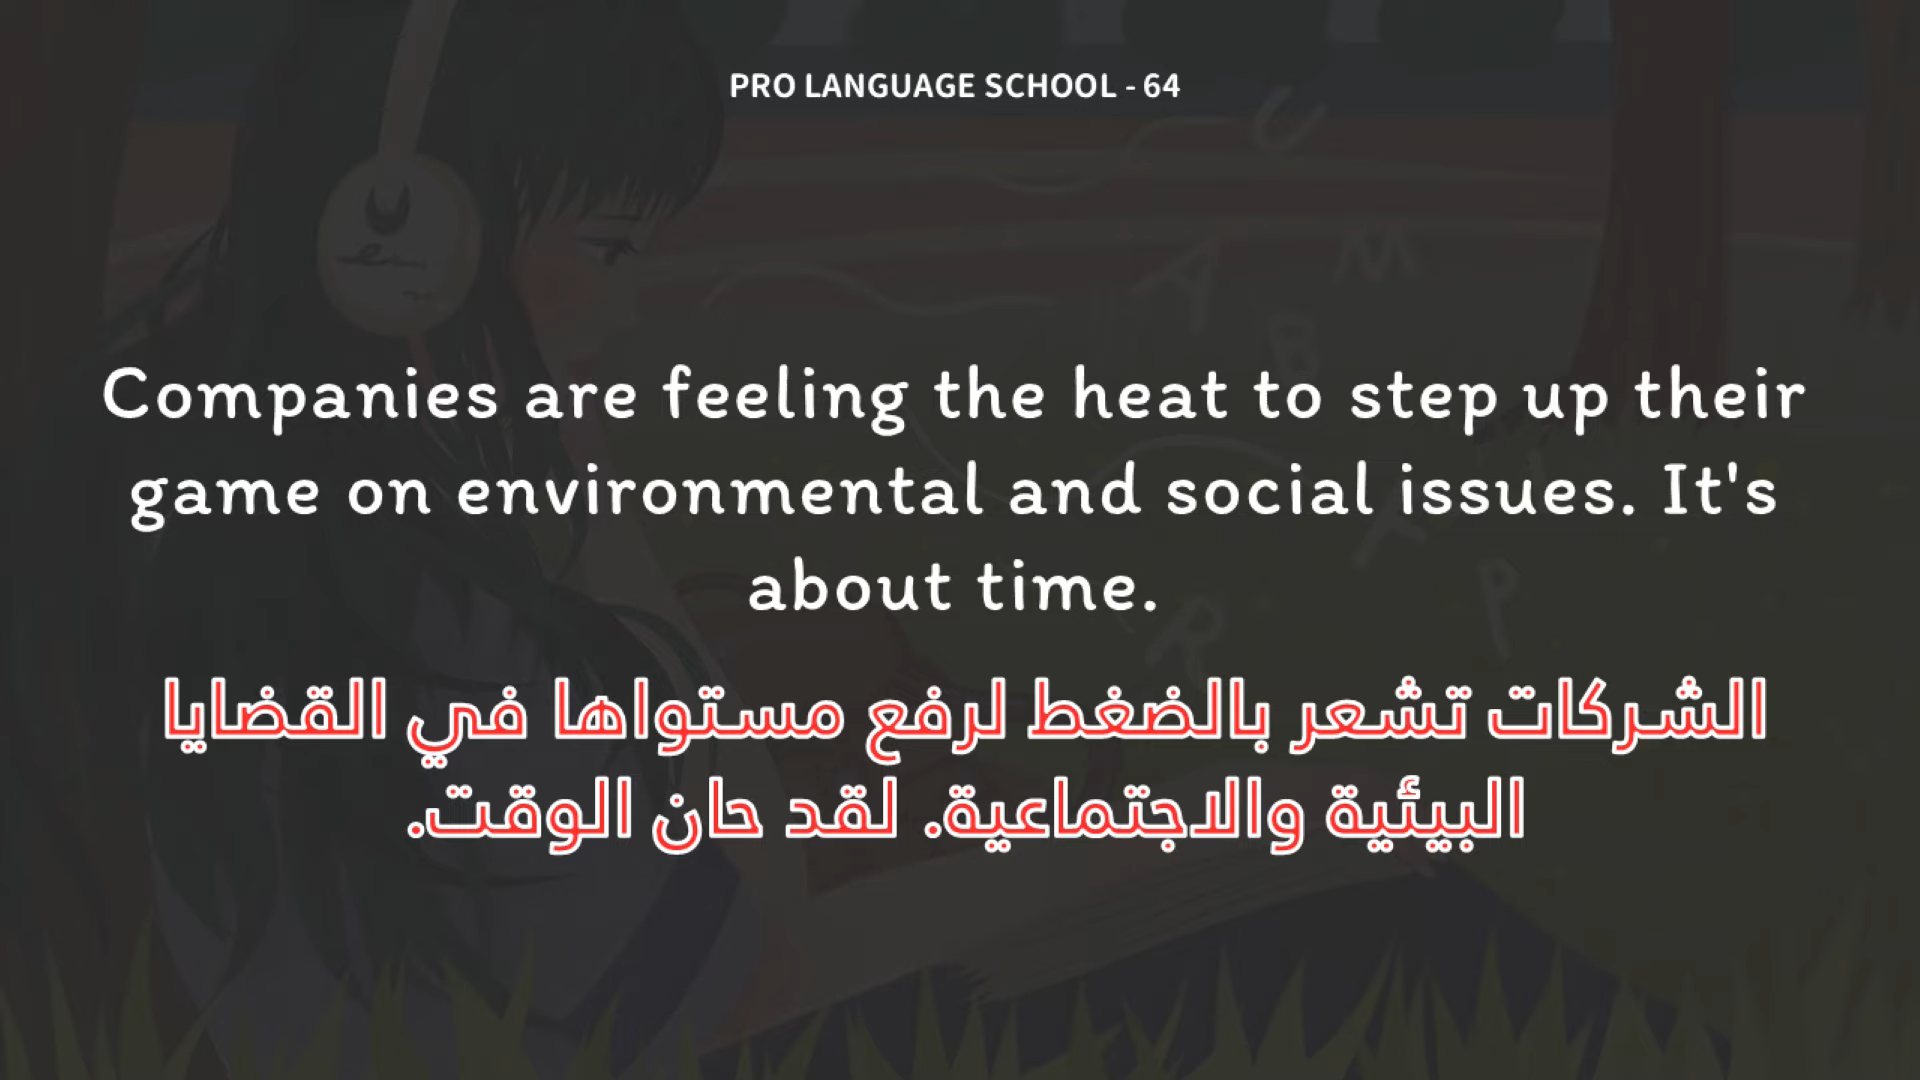 PRO LANGUAGE SCHOOL - 64
Companies are feeling the heat to step up their
game on environmental and social issues. It's
about time.
الشركات تشعر بالضغط لرفع مستواها في القضايا
البيئية والاجتماعية. لقد حان الوقت.
C
A M
B
A
P
R